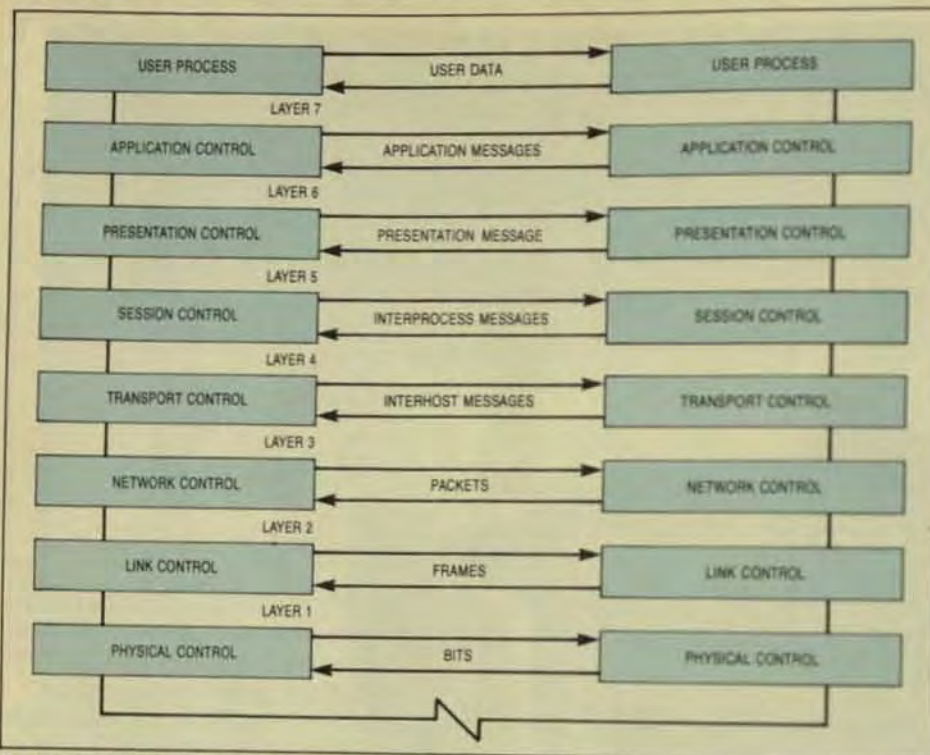 USER PROCESS USER DATA USER PROCESS
LAYER 7
APPLICATION CONTROL APPLICATION MESSAGES APPLICATION CONTROL
LAYER 6
PRESENTATION CONTROL PRESENTATION MESSAGE PRESENTATION CONTROL
LAYER 5
SESSION CONTROL INTERPROCESS MESSAGES SESSION CONTROL
LAYER 4
TRANSPORT CONTROL INTERHOST MESSAGES TRANSPORT CONTROL
LAYER 3
NETWORK CONTROL PACKETS NETWORK CONTROL
LAYER 2
LINK CONTROL FRAMES LINK CONTROL
LAYER 1
PHYSICAL CONTROL BITS PHYSICAL CONTROL